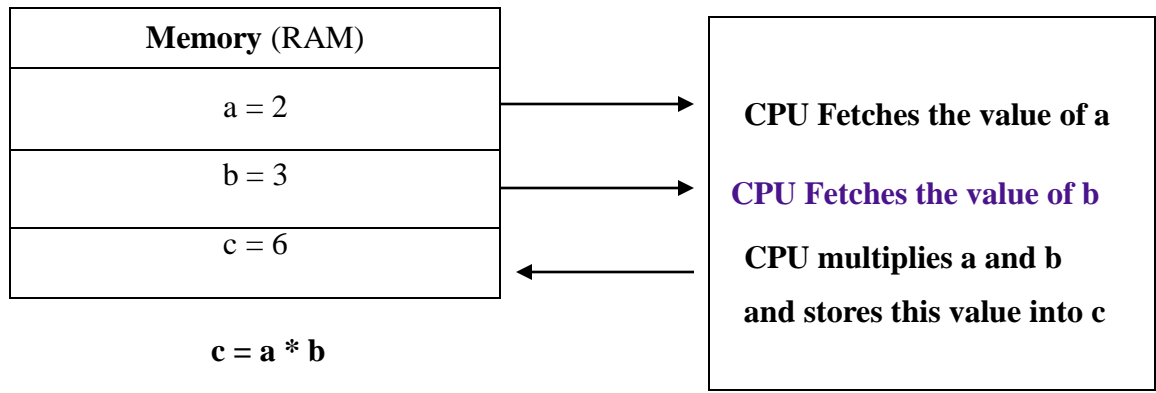 Memory (RAM)
a = 2
b = 3
c = 6
c = a * b
CPU Fetches the value of a
CPU Fetches the value of b
CPU multiplies a and b
and stores this value into c